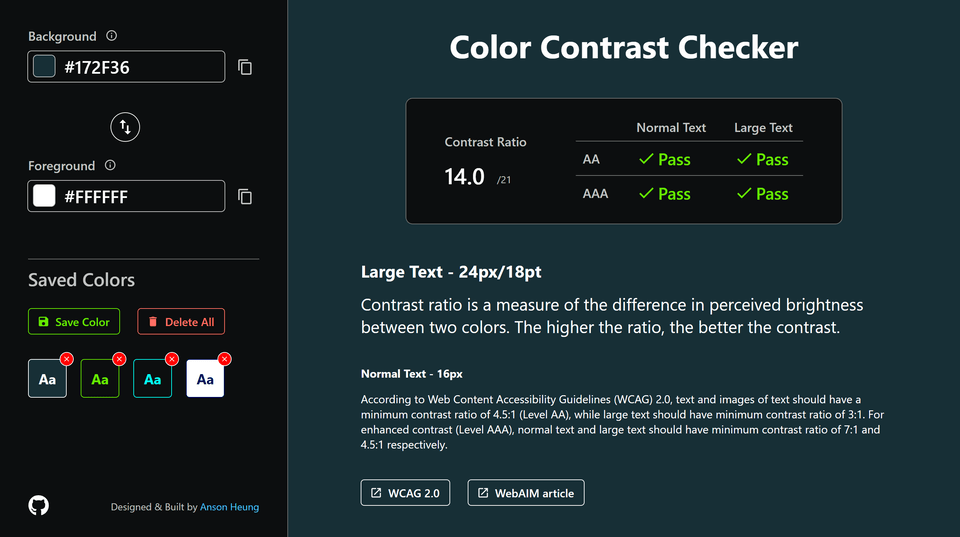 Background
#172F36
Foreground
#FFFFFF
Saved Colors
Save Color
Delete All
Aa
Aa
Aa
Aa
Designed & Built by Anson Heung
Color Contrast Checker
Contrast Ratio
14.0 /21
Normal Text Large Text
AA Pass Pass
AAA Pass Pass
Large Text - 24px/18pt
Contrast ratio is a measure of the difference in perceived brightness
between two colors. The higher the ratio, the better the contrast.
Normal Text - 16px
According to Web Content Accessibility Guidelines (WCAG) 2.0, text and images of text should have a
minimum contrast ratio of 4.5:1 (Level AA), while large text should have minimum contrast ratio of 3:1. For
enhanced contrast (Level AAA), normal text and large text should have minimum contrast ratio of 7:1 and
4.5:1 respectively.
WCAG 2.0
WebAIM article